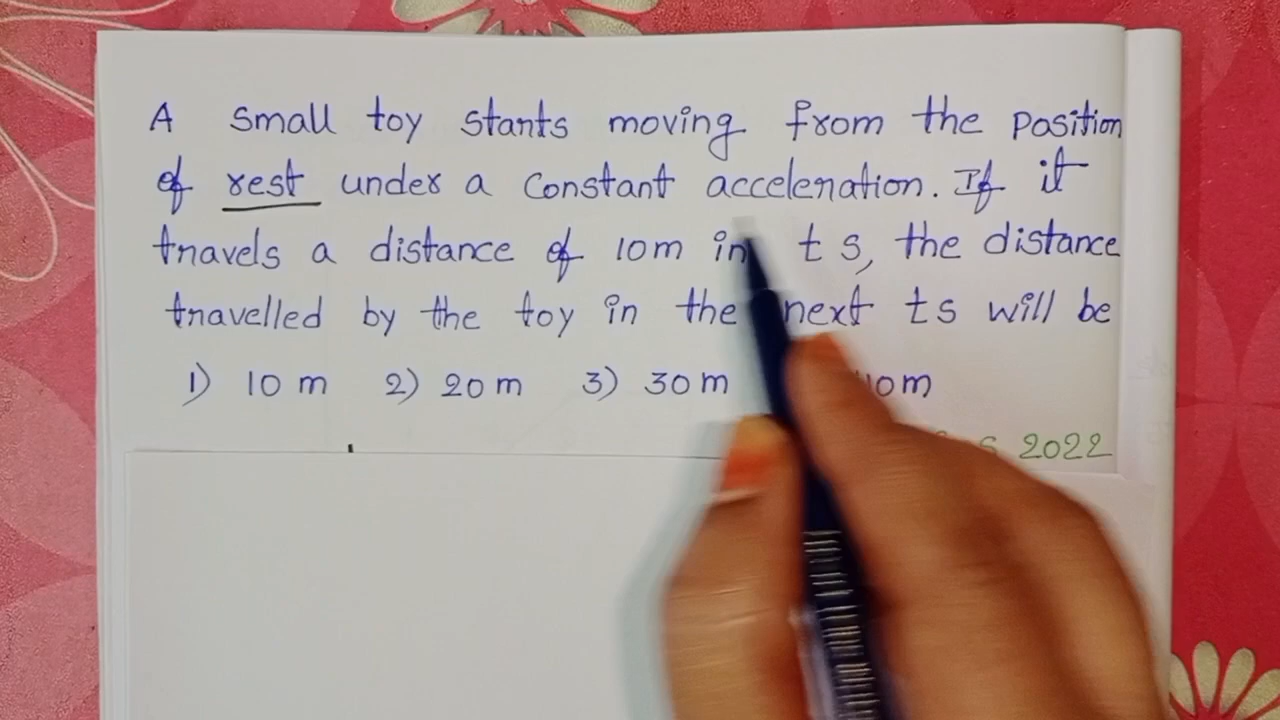 A small toy starts moving from the position
of rest under a constant acceleration. If it
travels a distance of 10m in t s, the distance
travelled by the toy in the next ts will be
1) 10 m 2) 20 m 3) 30 m
2022